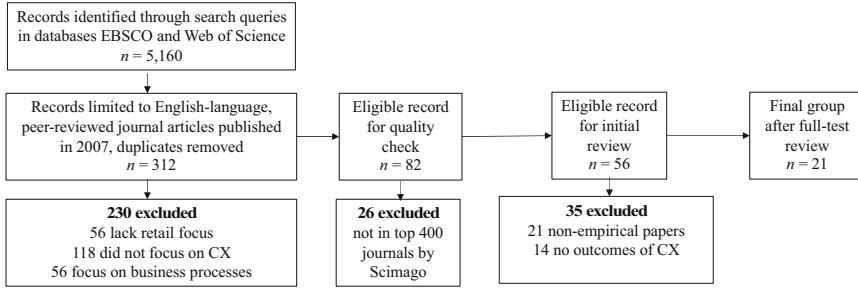 Records identified through search queries
in databases EBSCO and Web of Science
n = 5,160
Records limited to English-language,
peer-reviewed journal articles published
in 2007, duplicates removed
n = 312
Eligible record
for quality
check
n = 82
Eligible record
for initial
review
n = 56
Final group
after full-test
review
n = 21
230 excluded
56 lack retail focus
118 did not focus on CX
56 focus on business processes
26 excluded
not in top 400
journals by
Scimago
35 excluded
21 non-empirical papers
14 no outcomes of CX